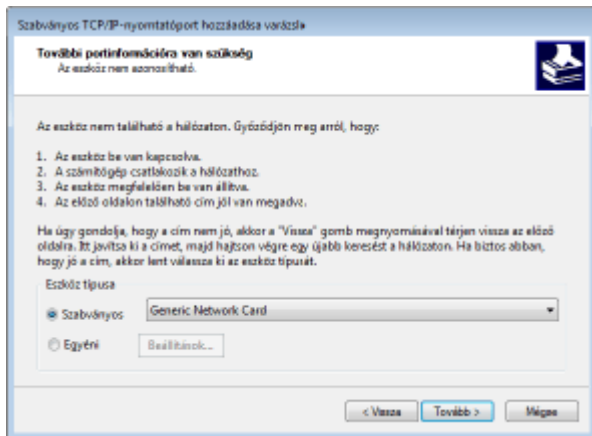 Szabványos TCP/IP-nyomtatóport hozzáadása varázsló
További portinformációra van szükség
Az eszköz nem azonosítható.
Az eszköz nem található a hálózaton. Győződjön meg arról, hogy:
1. Az eszköz be van kapcsolva.
2. A számítógép csatlakozik a hálózathoz.
3. Az eszköz megfelelően be van állítva.
4. Az előző oldalon található cím jól van megadva.
Ha úgy gondolja, hogy a cím nem jó, akkor a "Vissza" gomb megnyomásával térjen vissza az előző
oldalra. Itt javítsa ki a címet, majd hajtson végre egy újabb keresést a hálózaton. Ha biztos abban,
hogy jó a cím, akkor lent válassza ki az eszköz típusát.
Eszköz típusa
Szabványos Generic Network Card
Egyéni Beállítások...
< Vissza Tovább > Mégse